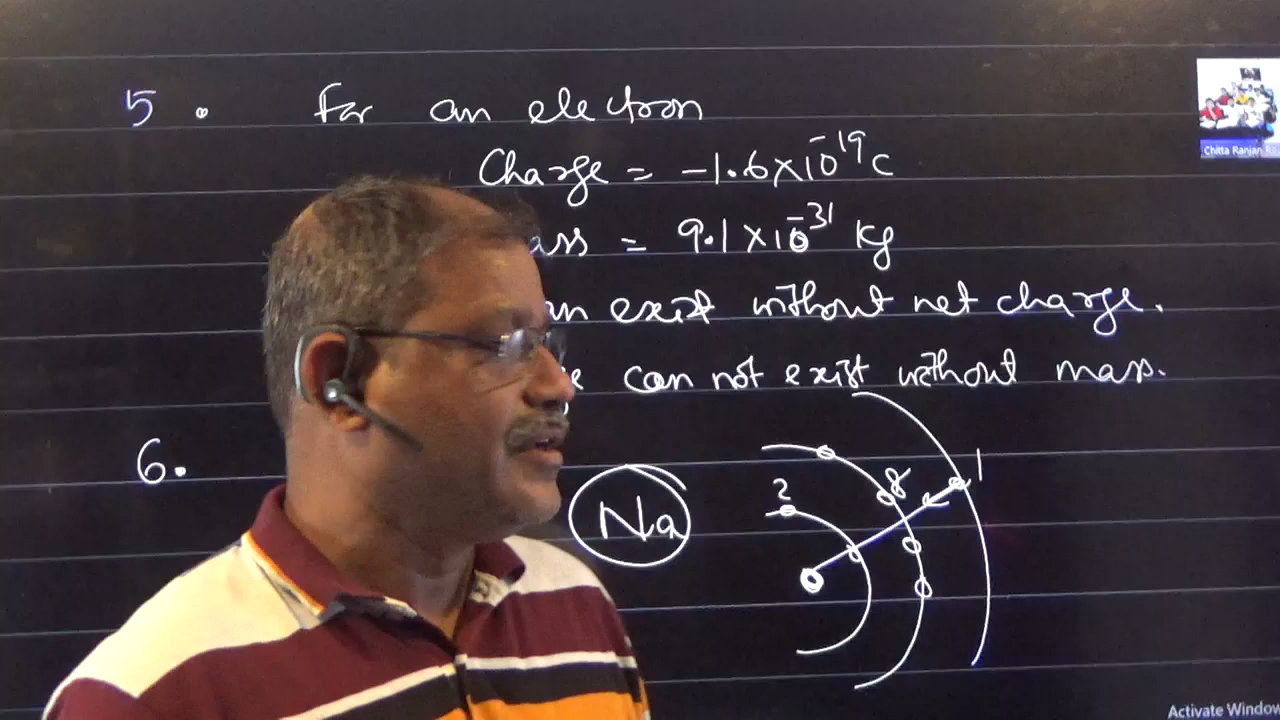 5. For an electron
Charge = -1.6×10⁻¹⁹ C
ass = 9.1×10⁻³¹ kg
an exist without net charge.
can not exist without mass.
6.
Na
2
8
1
Chitta Ranjan
Activate Window